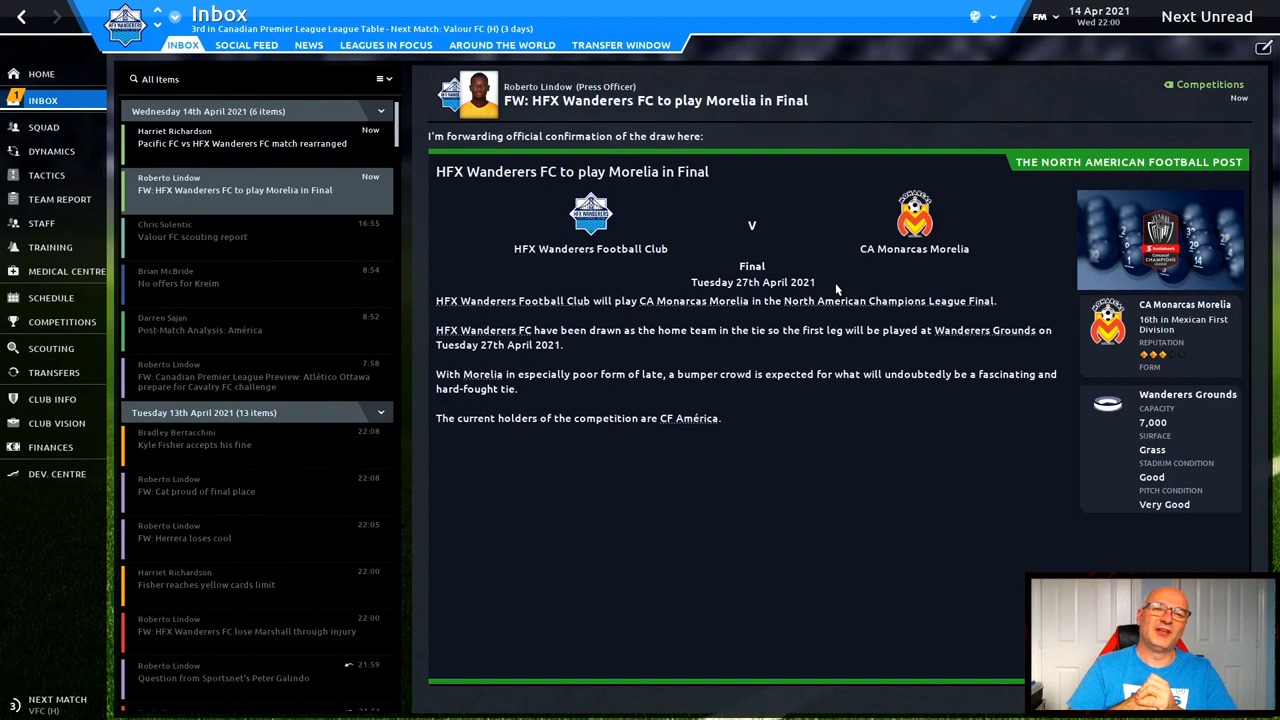 Inbox
3rd in Canadian Premier League League Table - Next Match: Valour FC (H) (3 days)
FM
14 Apr 2021
Wed 22:00
Next Unread
INBOX
SOCIAL FEED
NEWS
LEAGUES IN FOCUS
AROUND THE WORLD
TRANSFER WINDOW
HOME
1
INBOX
SQUAD
DYNAMICS
TACTICS
TEAM REPORT
STAFF
TRAINING
MEDICAL CENTRE
SCHEDULE
COMPETITIONS
SCOUTING
TRANSFERS
CLUB INFO
CLUB VISION
FINANCES
DEV. CENTRE
3
NEXT MATCH
VFC (H)
All Items
Wednesday 14th April 2021 (6 items)
Harriet Richardson
Now
Pacific FC vs HFX Wanderers FC match rearranged
Roberto Lindow
Now
FW: HFX Wanderers FC to play Morelia in Final
Chris Sulentic
16:55
Valour FC scouting report
Brian McBride
8:54
No offers for Kreim
Darren Sajan
8:52
Post-Match Analysis: América
Roberto Lindow
7:58
FW: Canadian Premier League Preview: Atlético Ottawa
prepare for Cavalry FC challenge
Tuesday 13th April 2021 (13 items)
Bradley Bertacchini
22:08
Kyle Fisher accepts his fine
Roberto Lindow
22:08
FW: Cat proud of final place
Roberto Lindow
22:05
FW: Herrera loses cool
Harriet Richardson
22:00
Fisher reaches yellow cards limit
Roberto Lindow
22:00
FW: HFX Wanderers FC lose Marshall through injury
Roberto Lindow
21:59
Question from Sportsnet's Peter Galindo
Roberto Lindow (Press Officer)
FW: HFX Wanderers FC to play Morelia in Final
Competitions
Now
I'm forwarding official confirmation of the draw here:
THE NORTH AMERICAN FOOTBALL POST
HFX Wanderers FC to play Morelia in Final
HFX WANDERERS
V
HFX Wanderers Football Club
CA Monarcas Morelia
Final
Tuesday 27th April 2021
HFX Wanderers Football Club will play CA Monarcas Morelia in the North American Champions League Final.
HFX Wanderers FC have been drawn as the home team in the tie so the first leg will be played at Wanderers Grounds on
Tuesday 27th April 2021.
With Morelia in especially poor form of late, a bumper crowd is expected for what will undoubtedly be a fascinating and
hard-fought tie.
The current holders of the competition are CF América.
CA Monarcas Morelia
16th in Mexican First
Division
REPUTATION
FORM
Wanderers Grounds
CAPACITY
7,000
SURFACE
Grass
STADIUM CONDITION
Good
PITCH CONDITION
Very Good